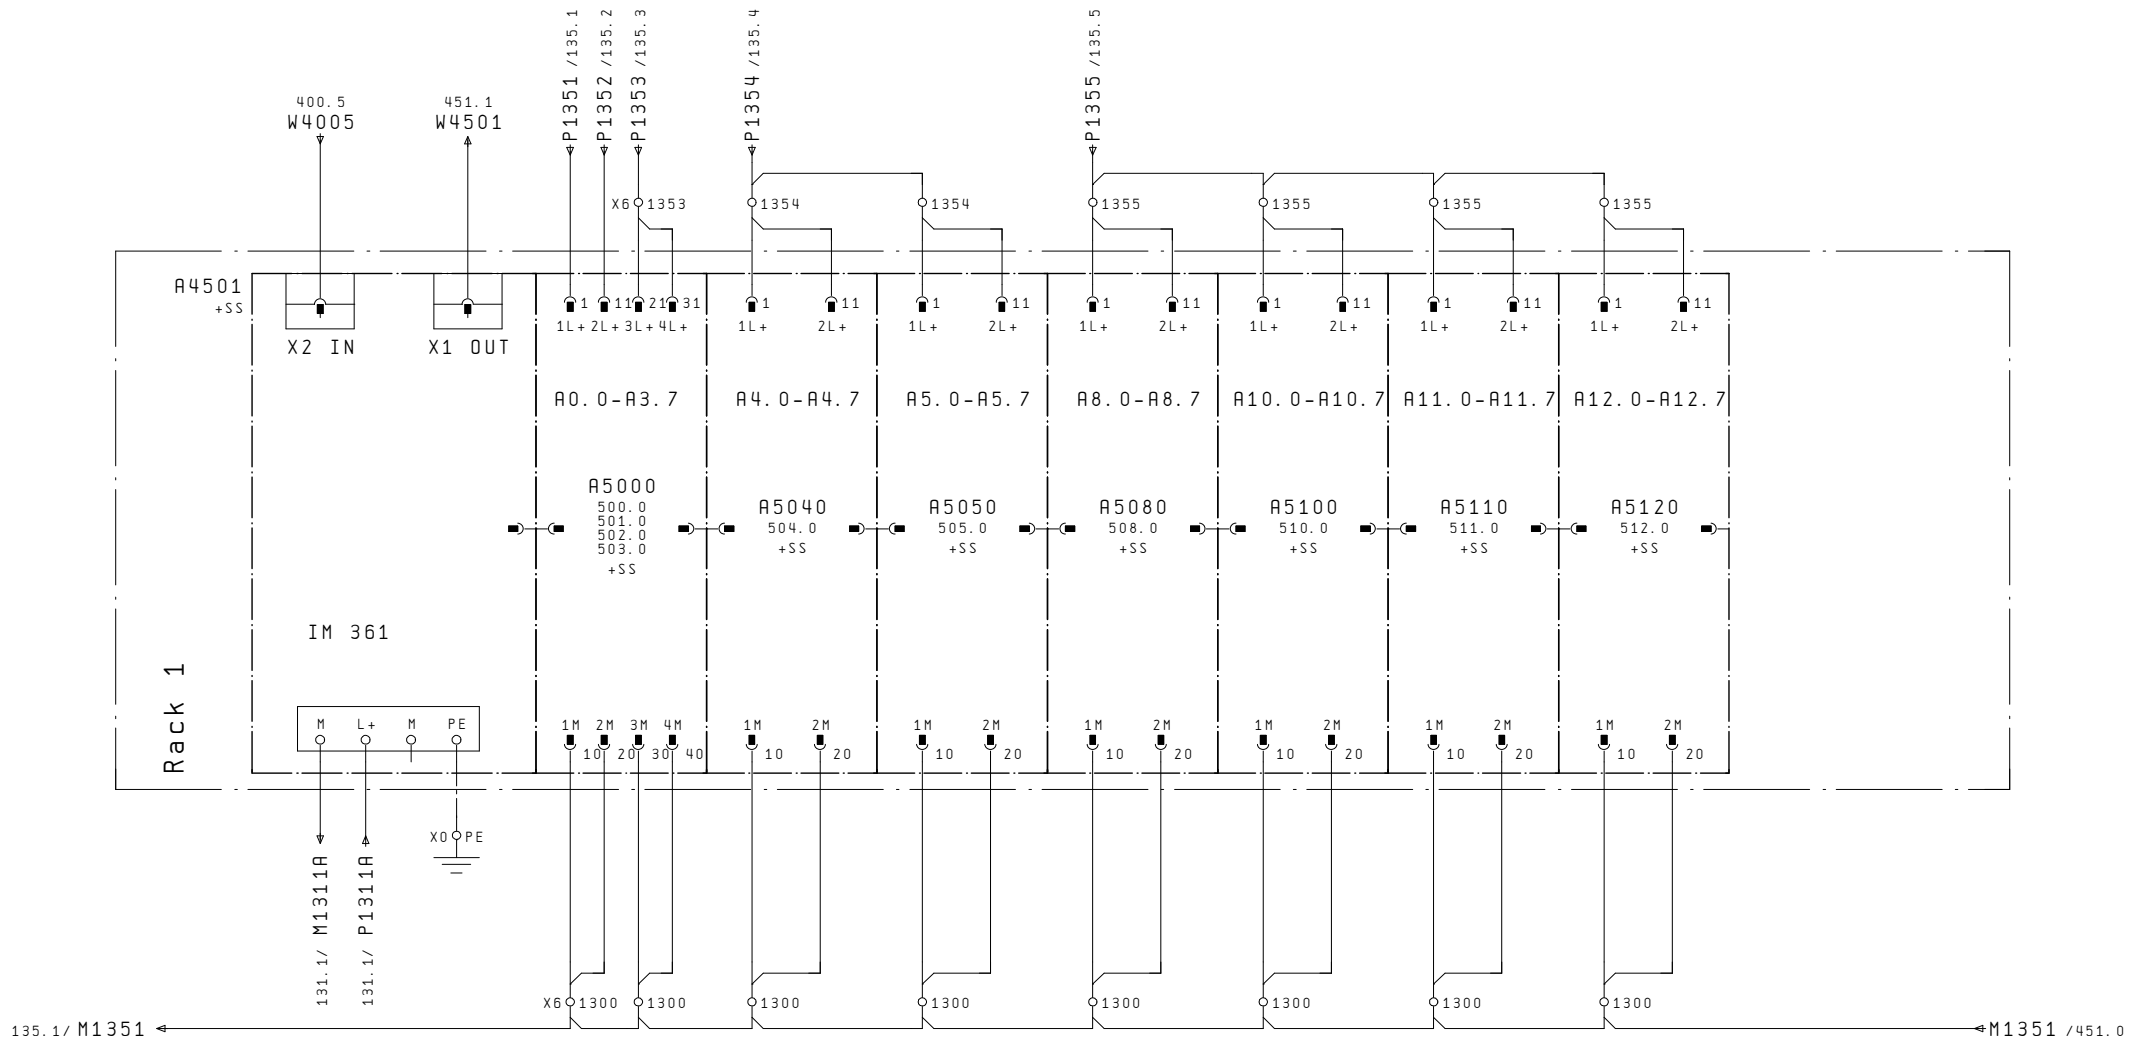 P1351 /135.1
P1352 /135.2
P1353 /135.3
P1354 /135.4
P1355 /135.5
400.5
W4005
451.1
W4501
X6 1353
1354
1354
1355
1355
1355
1355
A4501
+SS
X2 IN
X1 OUT
1 11 21 31
1L+ 2L+ 3L+ 4L+
1 11
1L+ 2L+
1 11
1L+ 2L+
1 11
1L+ 2L+
1 11
1L+ 2L+
1 11
1L+ 2L+
1 11
1L+ 2L+
A0.0-A3.7
A4.0-A4.7
A5.0-A5.7
A8.0-A8.7
A10.0-A10.7
A11.0-A11.7
A12.0-A12.7
A5000
500.0
501.0
502.0
503.0
+SS
A5040
504.0
+SS
A5050
505.0
+SS
A5080
508.0
+SS
A5100
510.0
+SS
A5110
511.0
+SS
A5120
512.0
+SS
IM 361
Rack 1
M L+ M PE
1M 2M 3M 4M
10 20 30 40
1M 2M
10 20
1M 2M
10 20
1M 2M
10 20
1M 2M
10 20
1M 2M
10 20
1M 2M
10 20
X0 PE
131.1/ M1311A
131.1/ P1311A
X6 1300
1300
1300
1300
1300
1300
1300
1300
135.1/ M1351
M1351 /451.0